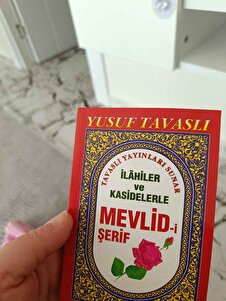 YUSUF TAVASLI
TAVASLI YAYINLARI SUNAR
İLÂHİLER
ve
KASİDELERLE
MEVLİD-i
ŞERİF